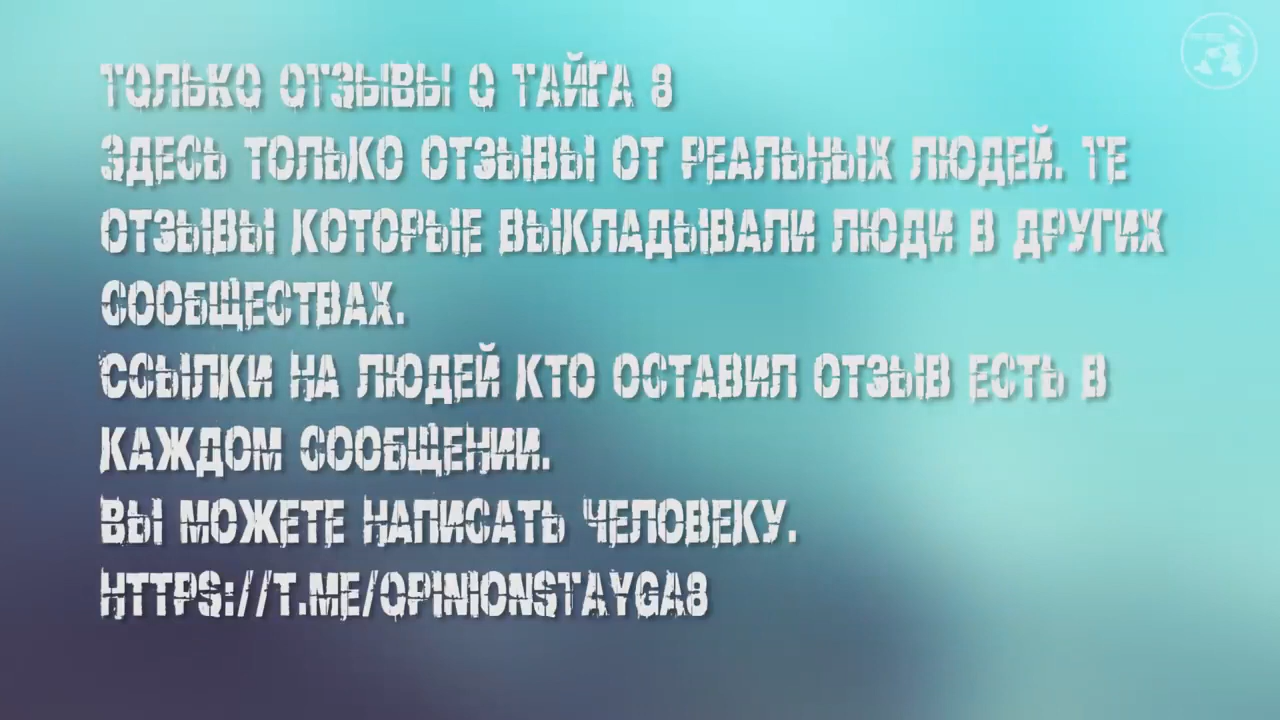 ТОЛЬКО ОТЗЫВЫ О ТАЙГА 8
ЗДЕСЬ ТОЛЬКО ОТЗЫВЫ ОТ РЕАЛЬНЫХ ЛЮДЕЙ. ТЕ
ОТЗЫВЫ КОТОРЫЕ ВЫКЛАДЫВАЛИ ЛЮДИ В ДРУГИХ
СООБЩЕСТВАХ.
ССЫЛКИ НА ЛЮДЕЙ КТО ОСТАВИЛ ОТЗЫВ ЕСТЬ В
КАЖДОМ СООБЩЕНИИ.
ВЫ МОЖЕТЕ НАПИСАТЬ ЧЕЛОВЕКУ.
HTTPS://T.ME/OPINIONSTAYGA8